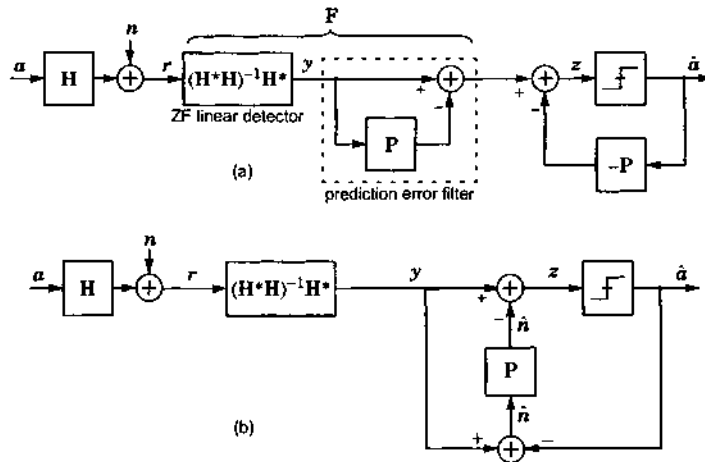 F
n
a
H
+
r
(H*H)⁻¹H*
ZF linear detector
y
+
+
−
P
prediction error filter
+
+
−
z
â
−P
(a)
n
a
H
+
r
(H*H)⁻¹H*
y
+
+
−
n̂
z
â
P
n̂
+
+
−
(b)